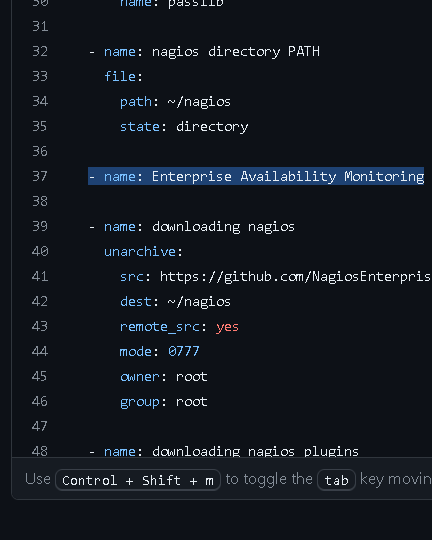 30 name: passlib
31
32 - name: nagios directory PATH
33 file:
34 path: ~/nagios
35 state: directory
36
37 - name: Enterprise Availability Monitoring
38
39 - name: downloading nagios
40 unarchive:
41 src: https://github.com/NagiosEnterpris
42 dest: ~/nagios
43 remote_src: yes
44 mode: 0777
45 owner: root
46 group: root
47
48 - name: downloading nagios plugins
Use Control + Shift + m to toggle the tab key movin